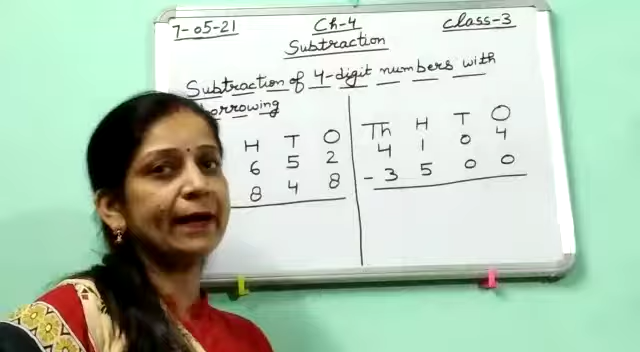 7-05-21 Ch-4 Class-3
Subtraction
Subtraction of 4-digit numbers with
borrowing
H T O
6 5 2
8 4 8
Th H T O
4 1 0 4
- 3 5 0 0